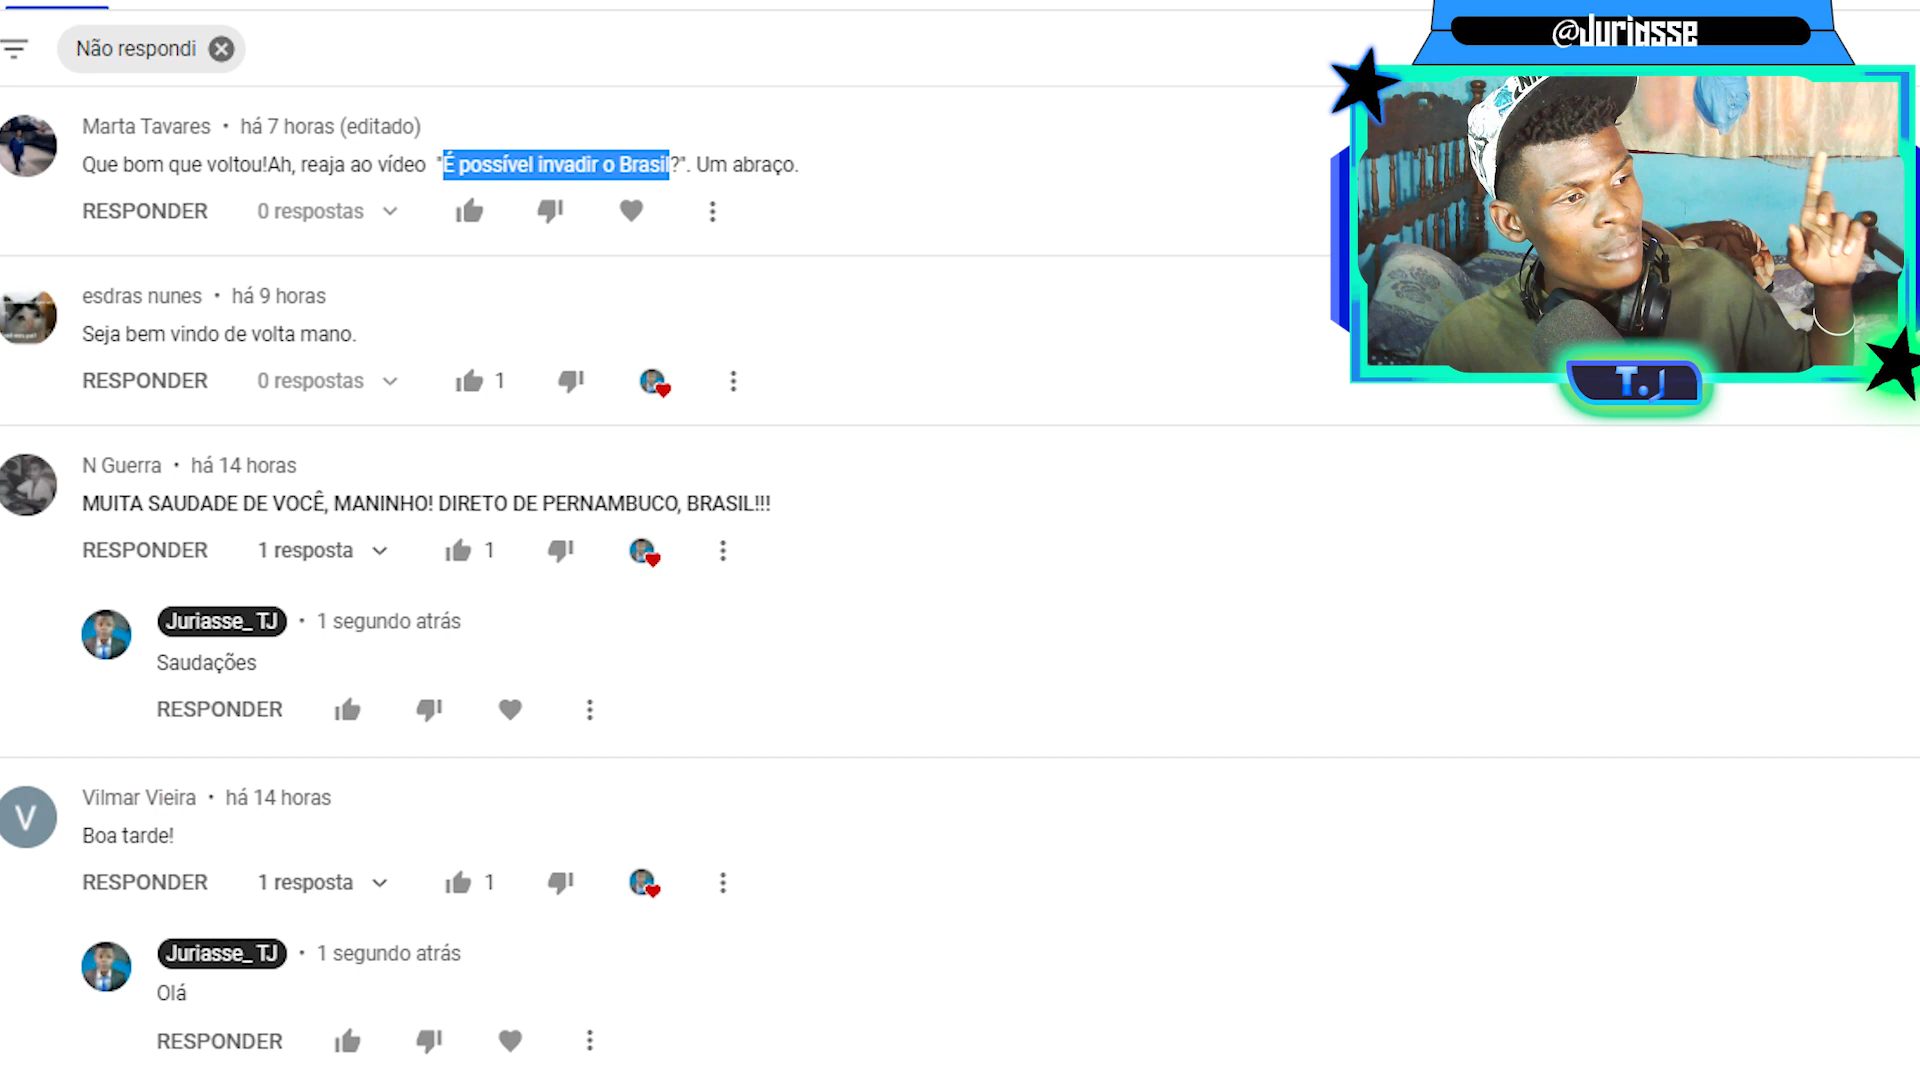 Não respondi
@Juriasse
Marta Tavares • há 7 horas (editado)
Que bom que voltou!Ah, reaja ao vídeo "É possível invadir o Brasil?". Um abraço.
RESPONDER 0 respostas
T.J
esdras nunes • há 9 horas
Seja bem vindo de volta mano.
RESPONDER 0 respostas 1
N Guerra • há 14 horas
MUITA SAUDADE DE VOCÊ, MANINHO! DIRETO DE PERNAMBUCO, BRASIL!!!
RESPONDER 1 resposta 1
Juriasse_ TJ • 1 segundo atrás
Saudações
RESPONDER
V
Vilmar Vieira • há 14 horas
Boa tarde!
RESPONDER 1 resposta 1
Juriasse_ TJ • 1 segundo atrás
Olá
RESPONDER